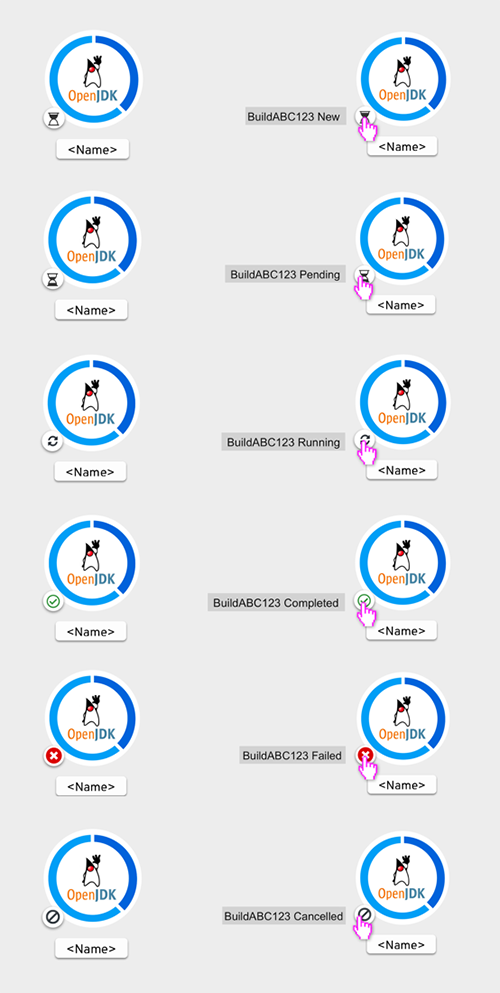 OpenJDK
OpenJDK
BuildABC123 New
<Name>
<Name>
OpenJDK
OpenJDK
BuildABC123 Pending
<Name>
<Name>
OpenJDK
OpenJDK
BuildABC123 Running
<Name>
<Name>
OpenJDK
OpenJDK
BuildABC123 Completed
<Name>
<Name>
OpenJDK
OpenJDK
BuildABC123 Failed
<Name>
<Name>
OpenJDK
OpenJDK
BuildABC123 Cancelled
<Name>
<Name>